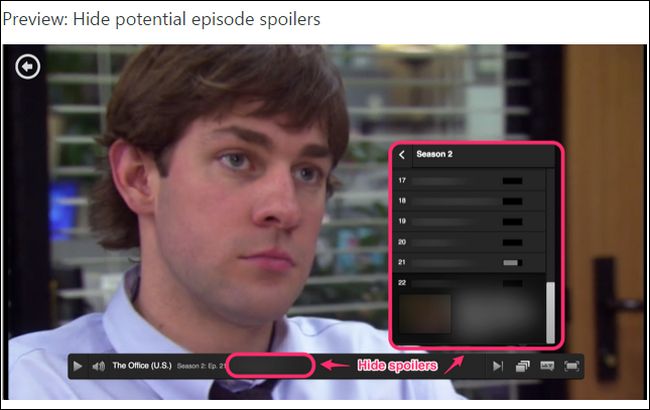 Preview: Hide potential episode spoilers
Season 2
17
18
19
20
21
22
The Office (U.S.) Season 2: Ep. 21
Hide spoilers